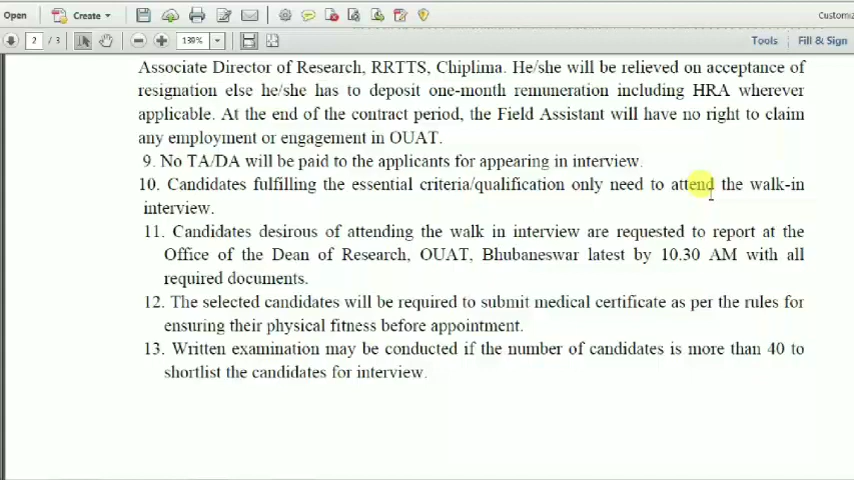 Open Create Customiz
2 / 3 139% Tools Fill & Sign
Associate Director of Research, RRTTS, Chiplima. He/she will be relieved on acceptance of
resignation else he/she has to deposit one-month remuneration including HRA wherever
applicable. At the end of the contract period, the Field Assistant will have no right to claim
any employment or engagement in OUAT.
9. No TA/DA will be paid to the applicants for appearing in interview.
10. Candidates fulfilling the essential criteria/qualification only need to attend the walk-in
interview.
11. Candidates desirous of attending the walk in interview are requested to report at the
Office of the Dean of Research, OUAT, Bhubaneswar latest by 10.30 AM with all
required documents.
12. The selected candidates will be required to submit medical certificate as per the rules for
ensuring their physical fitness before appointment.
13. Written examination may be conducted if the number of candidates is more than 40 to
shortlist the candidates for interview.